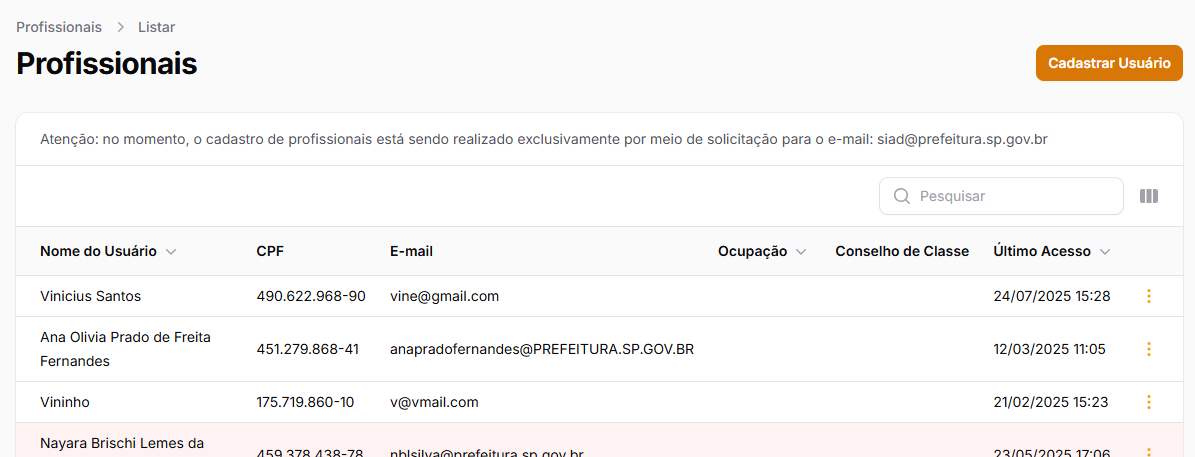 Profissionais > Listar
Profissionais
Cadastrar Usuário
Atenção: no momento, o cadastro de profissionais está sendo realizado exclusivamente por meio de solicitação para o e-mail: siad@prefeitura.sp.gov.br
Pesquisar
Nome do Usuário CPF E-mail Ocupação Conselho de Classe Último Acesso
Vinicius Santos 490.622.968-90 vine@gmail.com 24/07/2025 15:28
Ana Olivia Prado de Freita
Fernandes 451.279.868-41 anapradofernandes@PREFEITURA.SP.GOV.BR 12/03/2025 11:05
Vininho 175.719.860-10 v@vmail.com 21/02/2025 15:23
Nayara Brischi Lemes da
459.378.438-78 nblsilva@prefeitura.sp.gov.br 23/05/2025 17:06